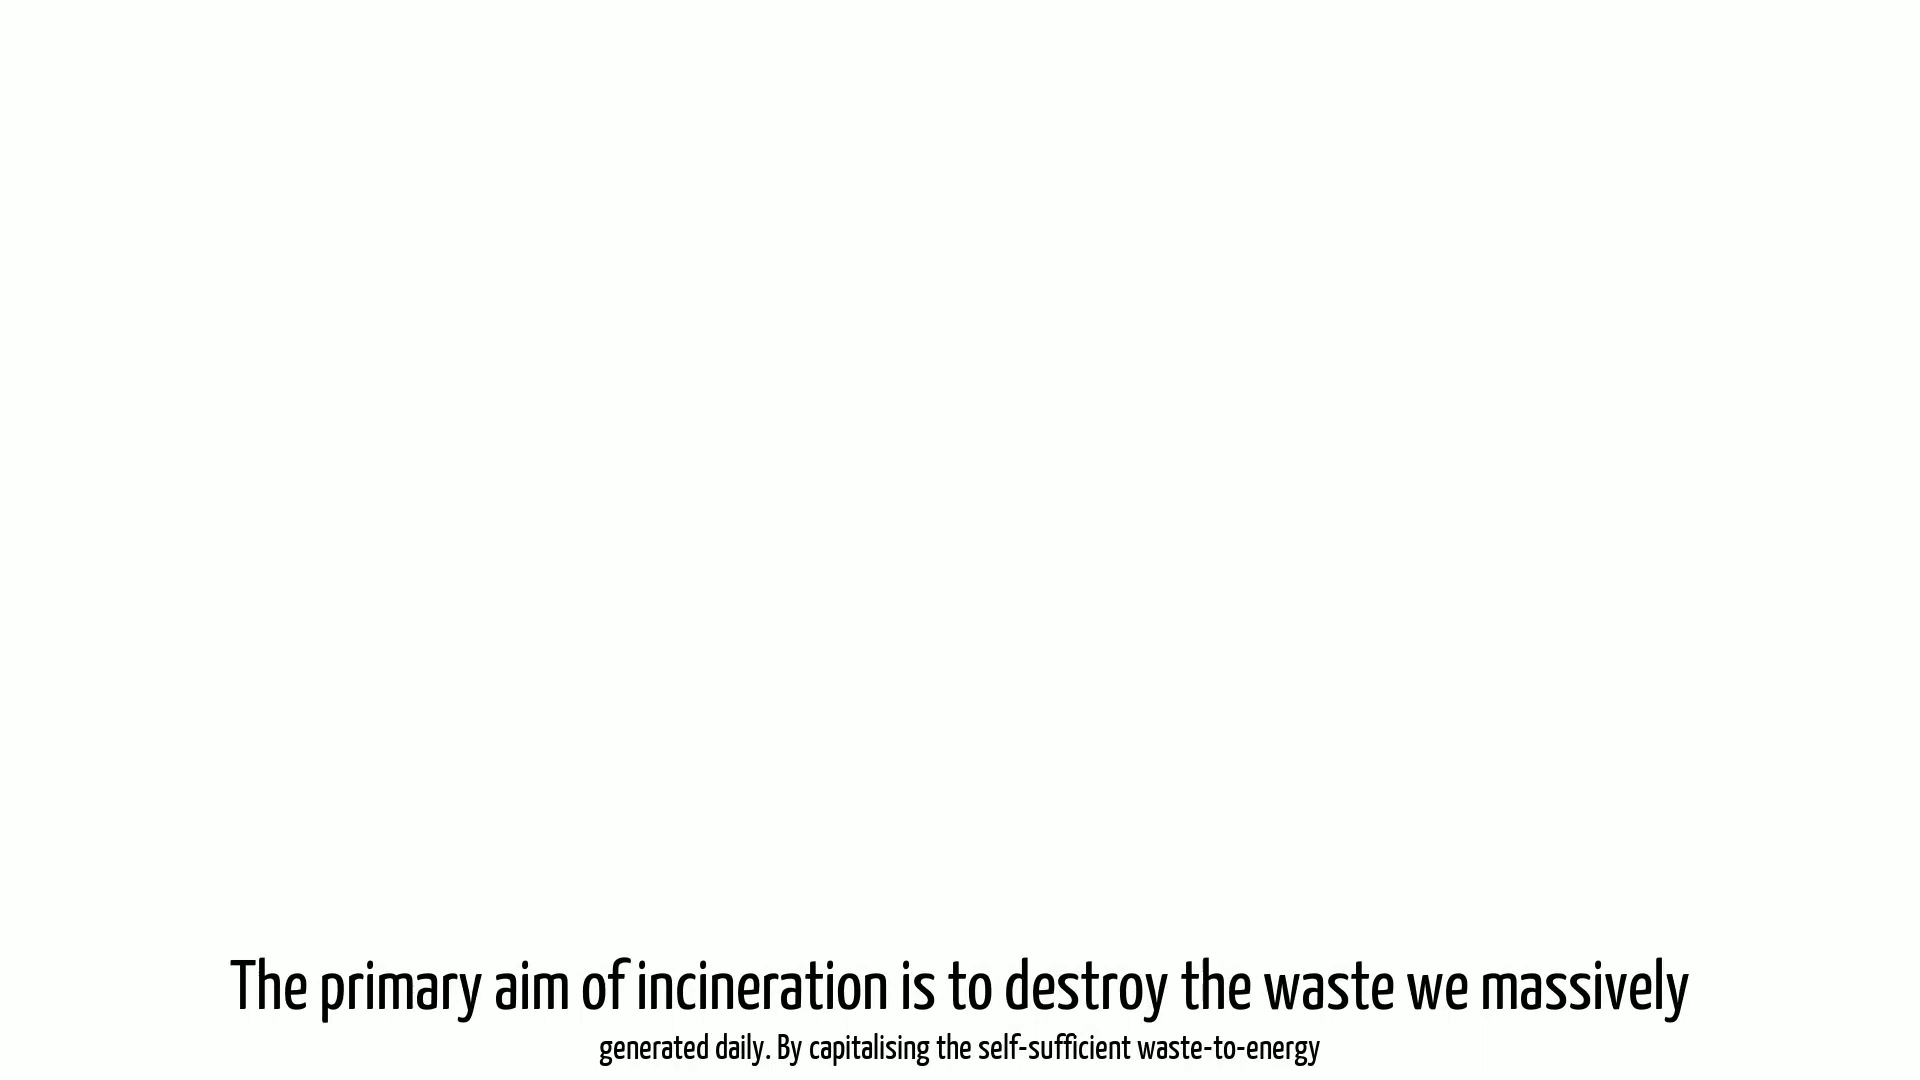 The primary aim of incineration is to destroy the waste we massively
generated daily. By capitalising the self-sufficient waste-to-energy